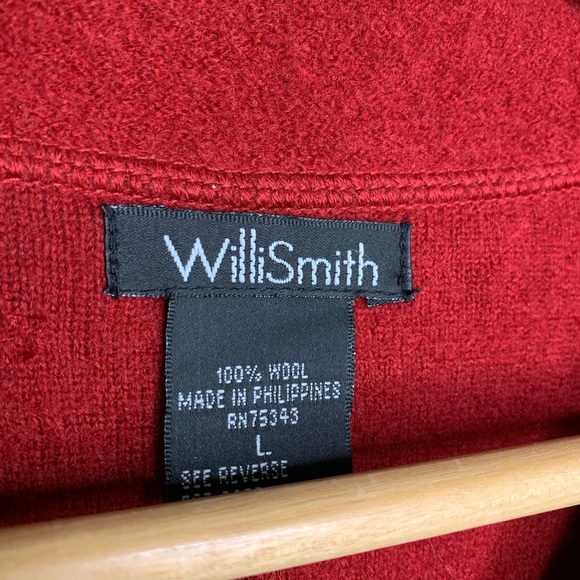 WilliSmith
100% WOOL
MADE IN PHILIPPINES
RN75343
L
SEE REVERSE